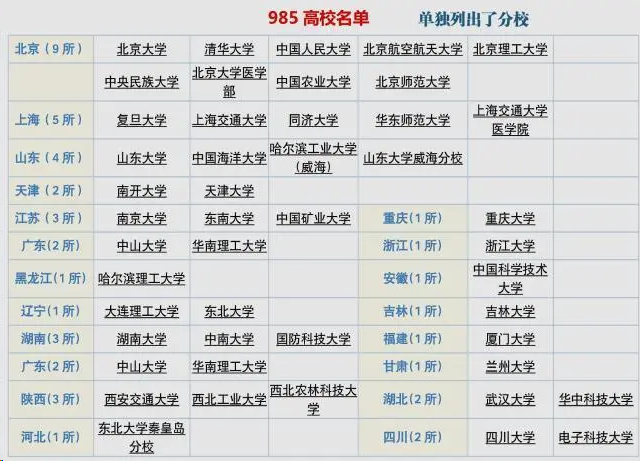 985 高校名单 单独列出了分校
北京（9 所） 北京大学 清华大学 中国人民大学 北京航空航天大学 北京理工大学
中央民族大学 北京大学医学部 中国农业大学 北京师范大学
上海（5 所） 复旦大学 上海交通大学 同济大学 华东师范大学 上海交通大学医学院
山东（4 所） 山东大学 中国海洋大学 哈尔滨工业大学（威海） 山东大学威海分校
天津（2 所） 南开大学 天津大学
江苏（3 所） 南京大学 东南大学 中国矿业大学 重庆(1 所) 重庆大学
广东(2 所) 中山大学 华南理工大学 浙江(1 所) 浙江大学
黑龙江(1 所) 哈尔滨理工大学 安徽(1 所) 中国科学技术大学
辽宁(1 所) 大连理工大学 东北大学 吉林(1 所) 吉林大学
湖南(3 所) 湖南大学 中南大学 国防科技大学 福建(1 所) 厦门大学
广东(2 所) 中山大学 华南理工大学 甘肃(1 所) 兰州大学
陕西(3 所) 西安交通大学 西北工业大学 西北农林科技大学 湖北(2 所) 武汉大学 华中科技大学
河北(1 所) 东北大学秦皇岛分校 四川(2 所) 四川大学 电子科技大学